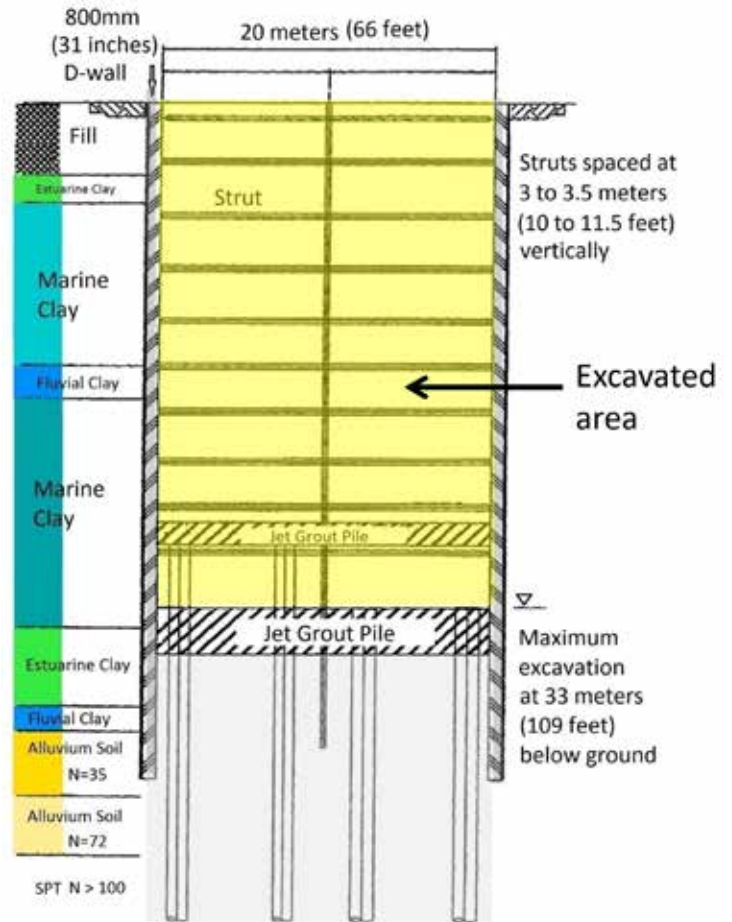 800mm
(31 inches)
D-wall
20 meters (66 feet)
Fill
Estuarine Clay
Marine
Clay
Fluvial Clay
Marine
Clay
Estuarine Clay
Fluvial Clay
Alluvium Soil
N=35
Alluvium Soil
N=72
SPT N > 100
Strut
Jet Grout Pile
Jet Grout Pile
Struts spaced at
3 to 3.5 meters
(10 to 11.5 feet)
vertically
Excavated
area
Maximum
excavation
at 33 meters
(109 feet)
below ground